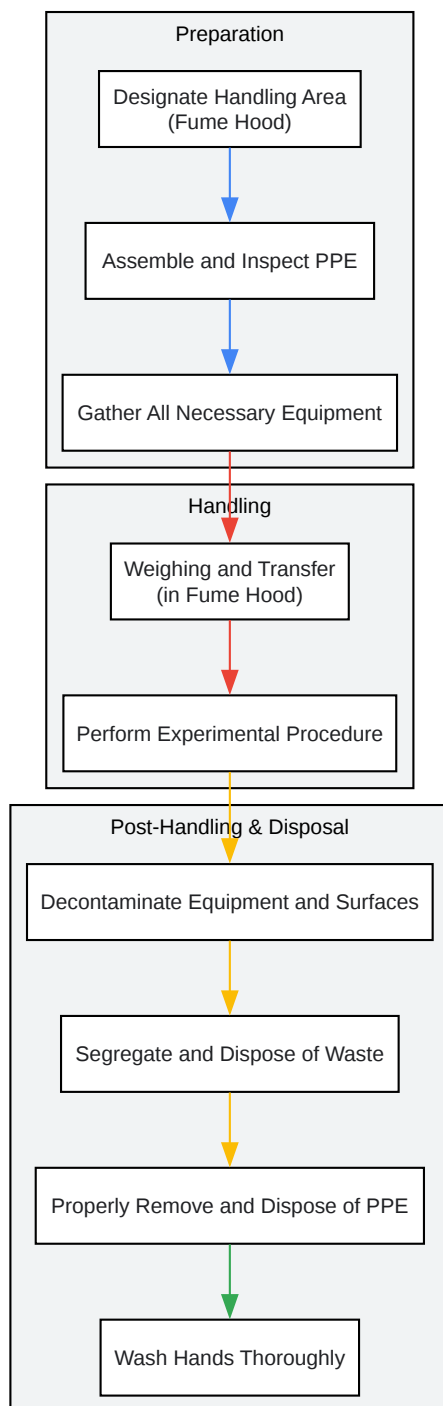 Preparation
Designate Handling Area
(Fume Hood)
Assemble and Inspect PPE
Gather All Necessary Equipment
Handling
Weighing and Transfer
(in Fume Hood)
Perform Experimental Procedure
Post-Handling & Disposal
Decontaminate Equipment and Surfaces
Segregate and Dispose of Waste
Properly Remove and Dispose of PPE
Wash Hands Thoroughly